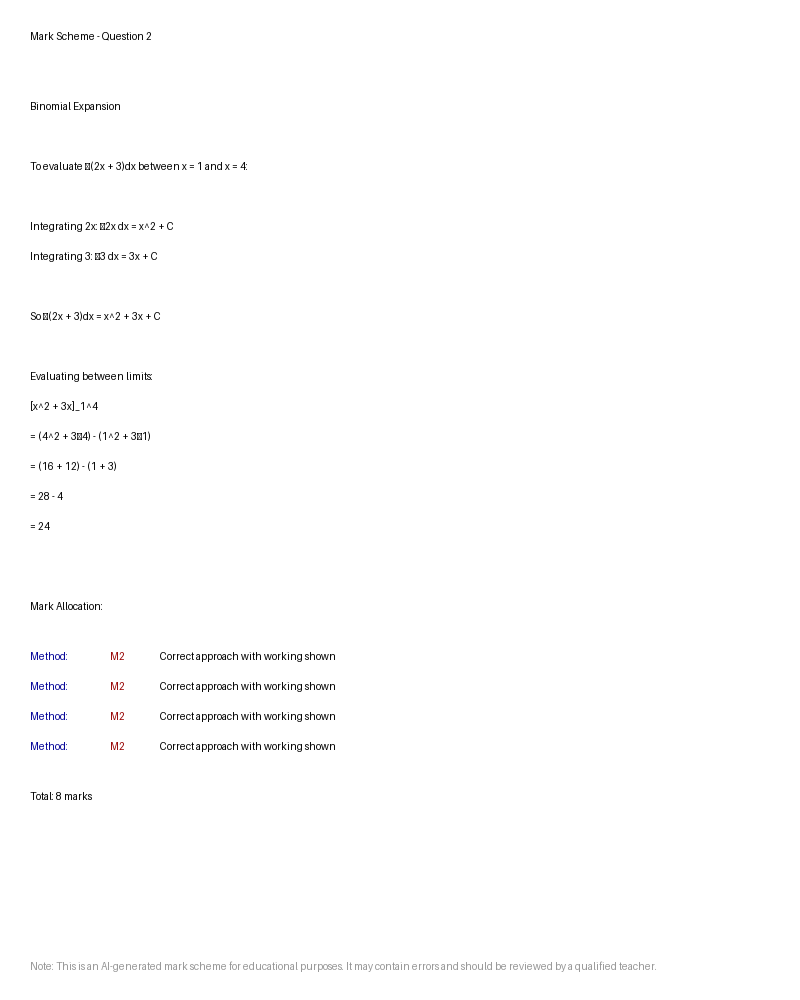 Mark Scheme - Question 2
Binomial Expansion
To evaluate ▯(2x + 3)dx between x = 1 and x = 4:
Integrating 2x: ▯2x dx = x^2 + C
Integrating 3: ▯3 dx = 3x + C
So ▯(2x + 3)dx = x^2 + 3x + C
Evaluating between limits:
[x^2 + 3x]_1^4
= (4^2 + 3▯4) - (1^2 + 3▯1)
= (16 + 12) - (1 + 3)
= 28 - 4
= 24
Mark Allocation:
Method: M2 Correct approach with working shown
Method: M2 Correct approach with working shown
Method: M2 Correct approach with working shown
Method: M2 Correct approach with working shown
Total: 8 marks
Note: This is an AI-generated mark scheme for educational purposes. It may contain errors and should be reviewed by a qualified teacher.